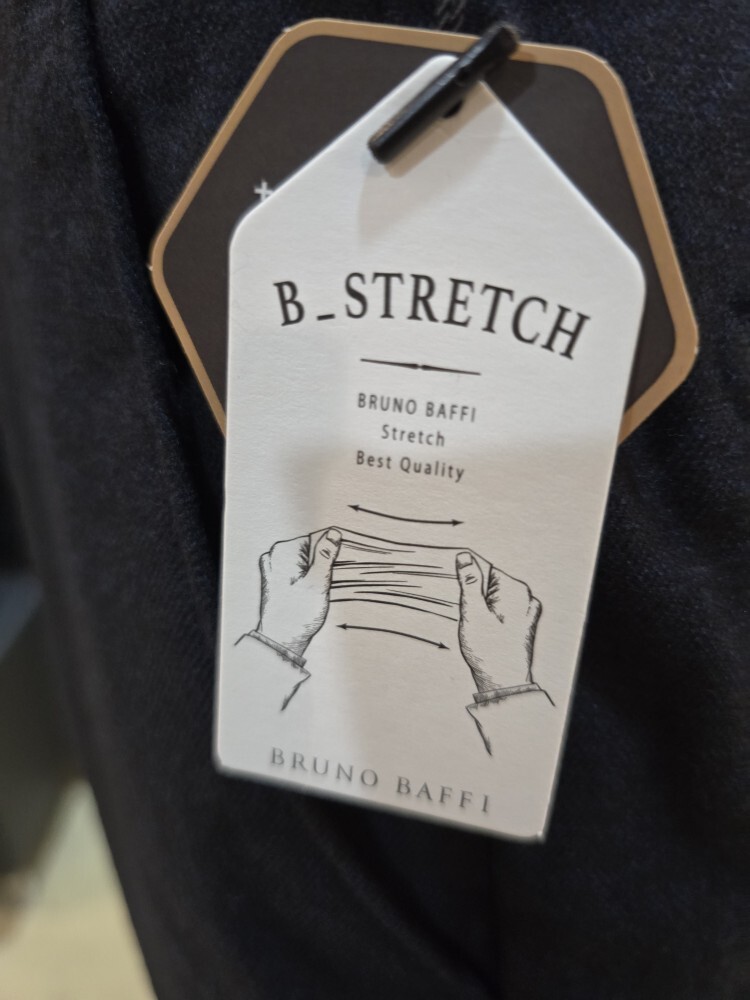 B_STRETCH
BRUNO BAFFI
Stretch
Best Quality
BRUNO BAFFI